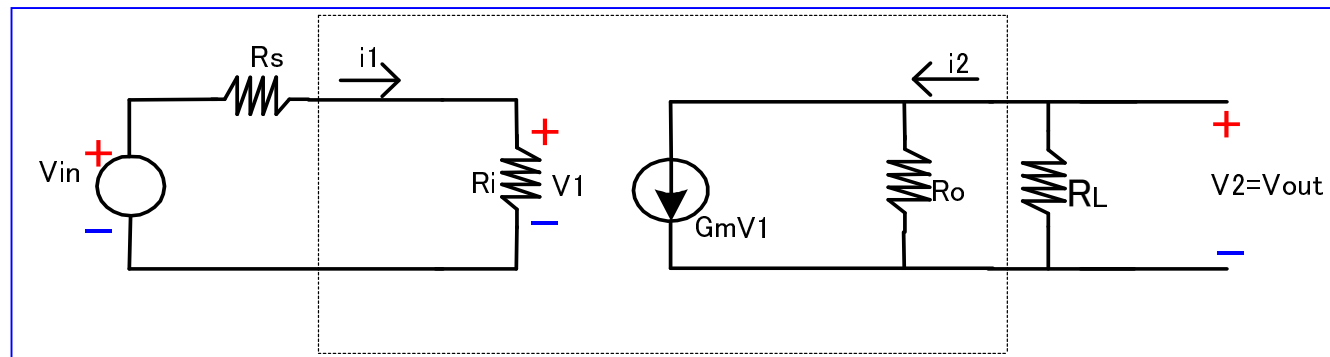 Rs
i1
i2
+
Vin
−
Ri
+
V1
−
GmV1
Ro
RL
+
V2=Vout
−